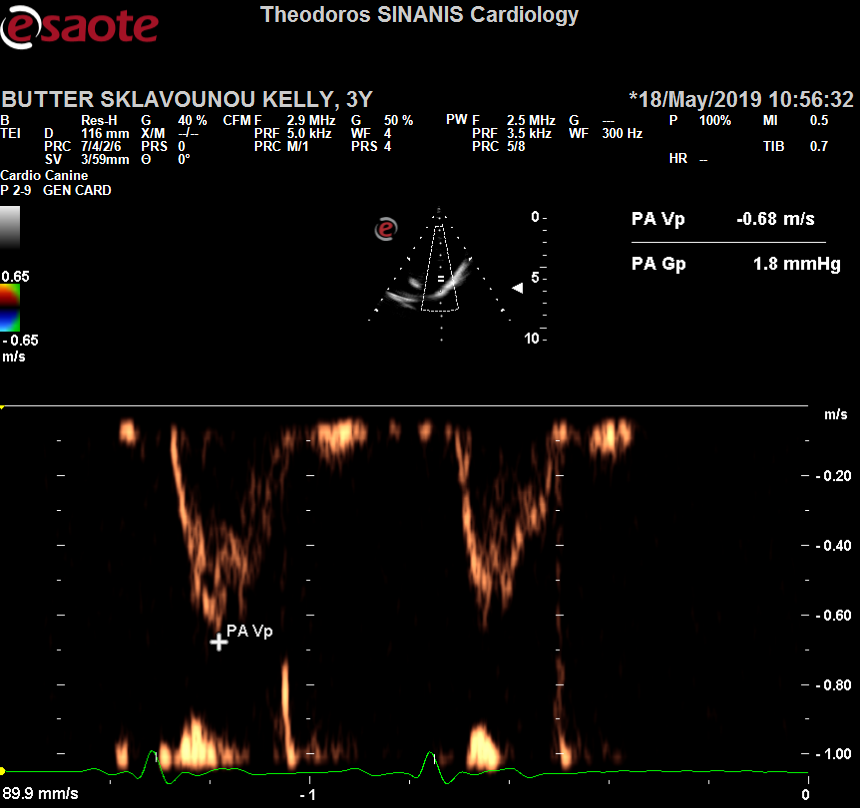 esaote
Theodoros SINANIS Cardiology
BUTTER SKLAVOUNOU KELLY, 3Y *18/May/2019 10:56:32
B Res-H G 40 % CFM F 2.9 MHz G 50 % PW F 2.5 MHz G --- P 100% MI 0.5
TEI D 116 mm X/M --/-- PRF 5.0 kHz WF 4 PRF 3.5 kHz WF 300 Hz TIB 0.7
PRC 7/4/2/6 PRS 0 PRC M/1 PRS 4 PRC 5/8
SV 3/59mm Θ 0° HR --
Cardio Canine
P 2-9 GEN CARD
e
0
5
10
PA Vp -0.68 m/s
PA Gp 1.8 mmHg
0.65
-0.65
m/s
m/s
-0.20
-0.40
-0.60
-0.80
-1.00
PA Vp
89.9 mm/s -1 0